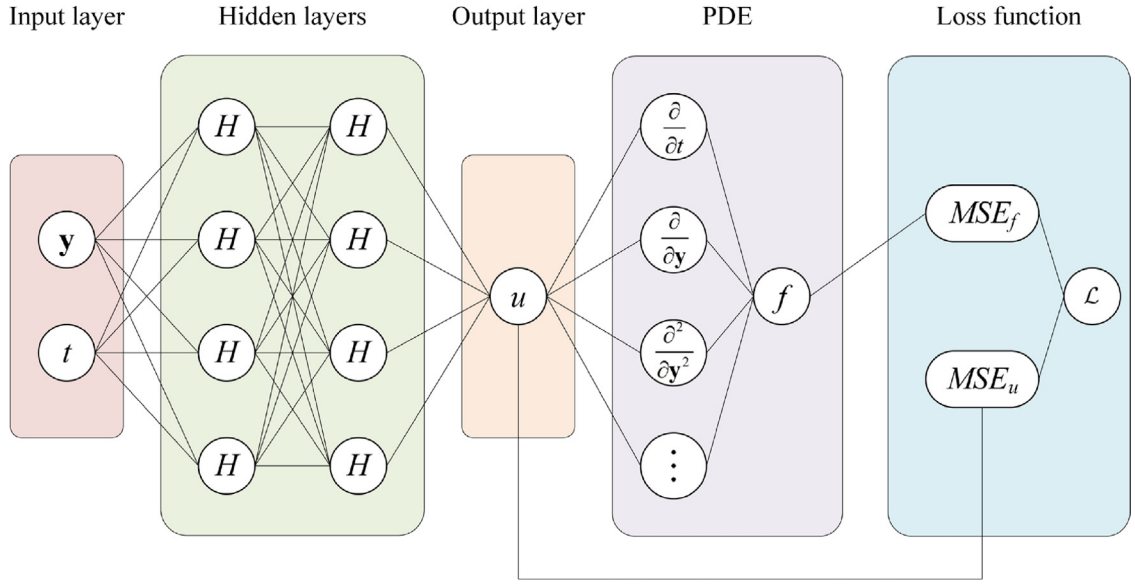 Input layer Hidden layers Output layer PDE Loss function
H H ∂/∂t
MSE_f
y H H ∂/∂y
u f ℒ
t H H ∂²/∂y²
MSE_u
H H ⋮